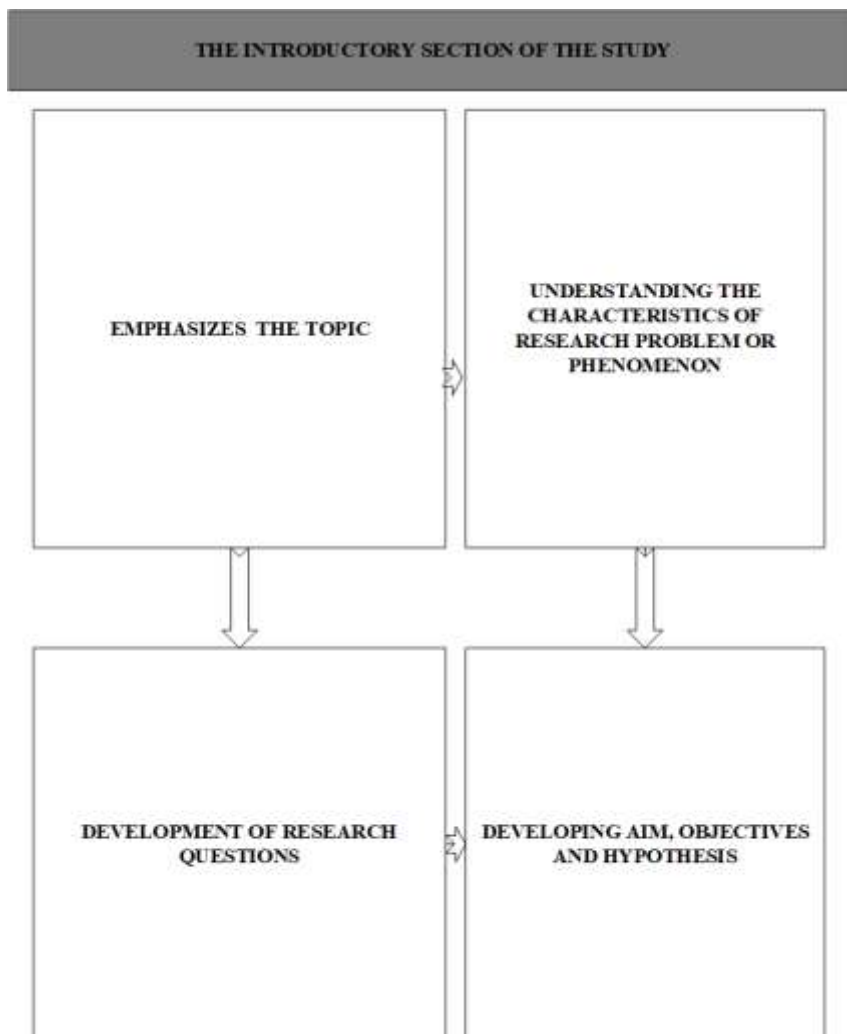 THE INTRODUCTORY SECTION OF THE STUDY
EMPHASIZES THE TOPIC
UNDERSTANDING THE
CHARACTERISTICS OF
RESEARCH PROBLEM OR
PHENOMENON
DEVELOPMENT OF RESEARCH
QUESTIONS
DEVELOPING AIM, OBJECTIVES
AND HYPOTHESIS